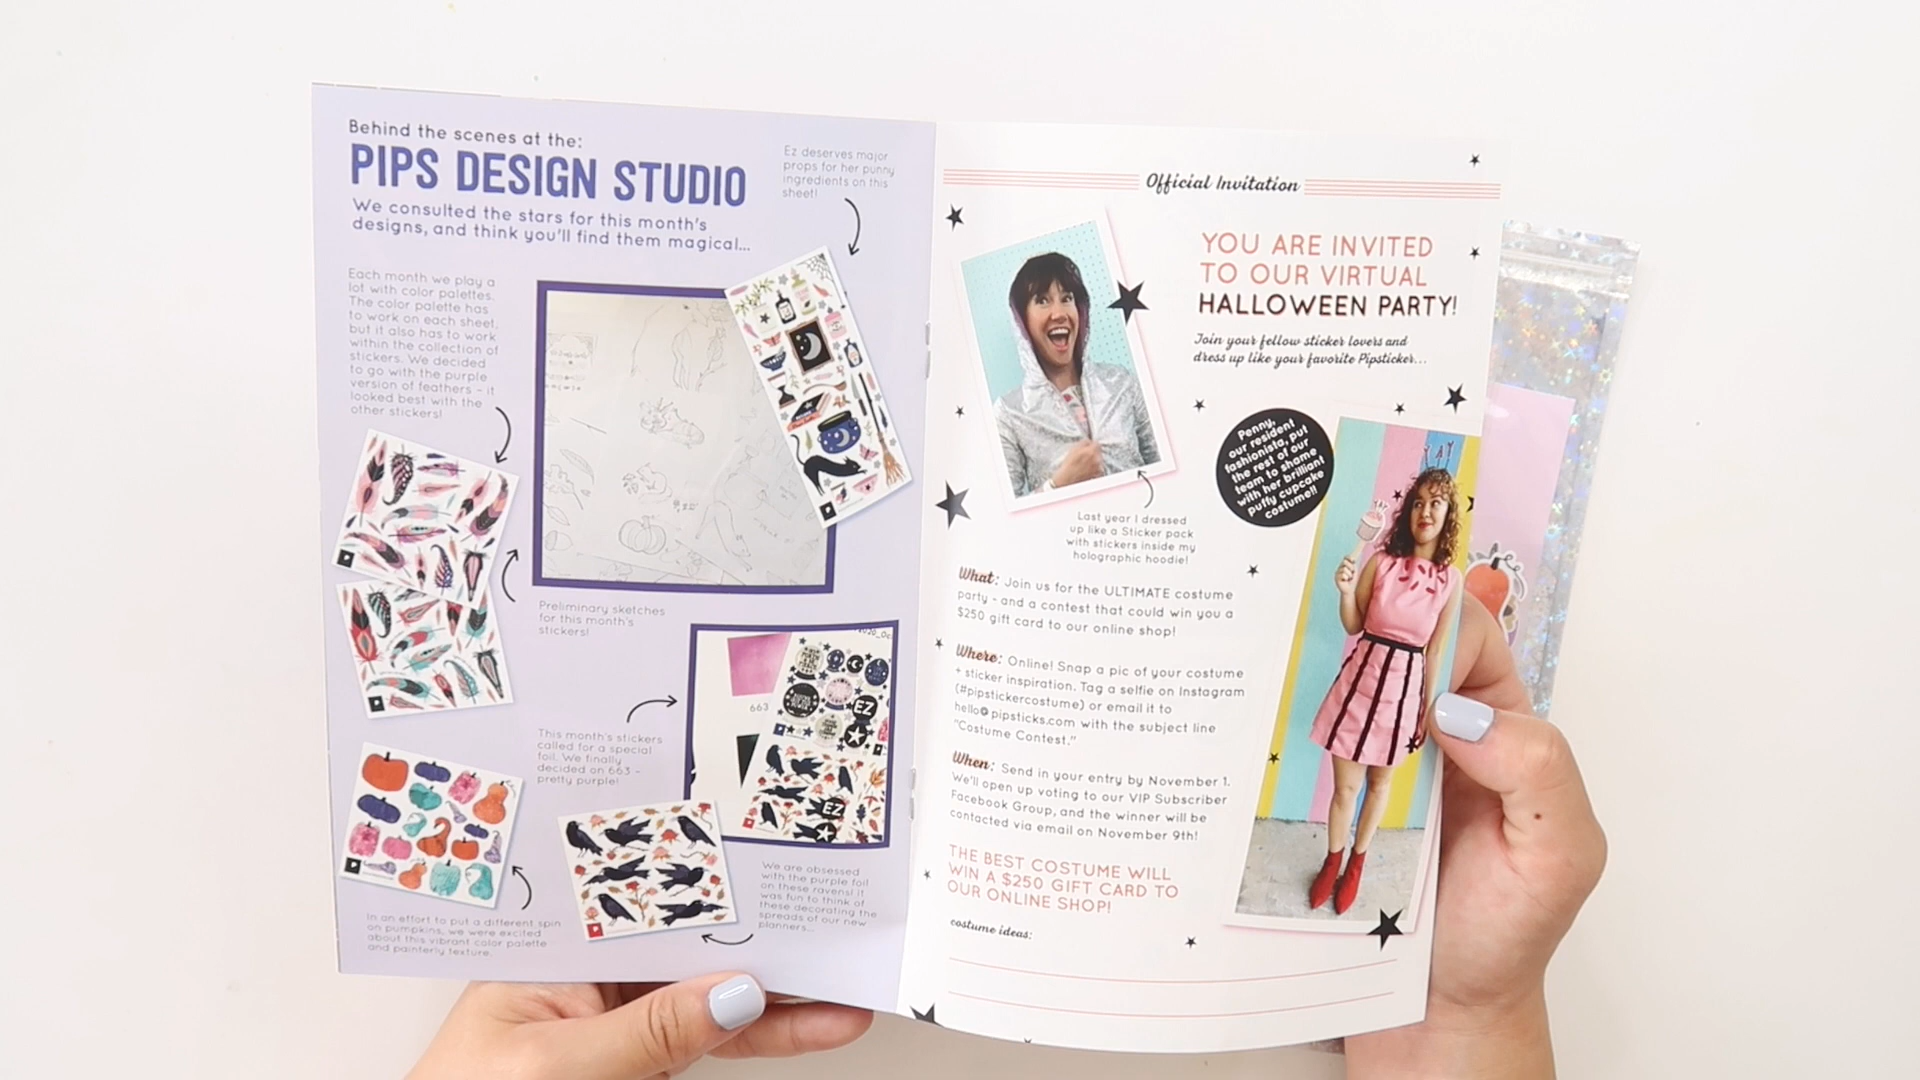 Behind the scenes at the:
PIPS DESIGN STUDIO
We consulted the stars for this month's
designs, and think you'll find them magical...
Ez deserves major
props for her punny
ingredients on this
sheet!
Each month we play a
lot with color palettes.
The color palette has
to work on each sheet,
but it also has to work
within the collection of
stickers. We decided
to go with the purple
version of feathers – it
looked best with the
other stickers!
Preliminary sketches
for this month's
stickers!
This month's stickers
called for a special
foil. We finally
decided on 663 –
pretty purple!
663
EZ
EZ
We are obsessed
with the purple foil
on these ravens! It
was fun to think of
these decorating the
spreads of our new
planners...
In an effort to put a different spin
on pumpkins, we were excited
about this vibrant color palette
and painterly texture.
Official Invitation
YOU ARE INVITED
TO OUR VIRTUAL
HALLOWEEN PARTY!
Join your fellow sticker lovers and
dress up like your favorite Pipsticker...
Penny,
our resident
fashionista, put
the rest of our
team to shame
with her brilliant
puffy cupcake
costume!!
YAY
Last year I dressed
up like a Sticker pack
with stickers inside my
holographic hoodie!
What: Join us for the ULTIMATE costume
party - and a contest that could win you a
$250 gift card to our online shop!
Where: Online! Snap a pic of your costume
+ sticker inspiration. Tag a selfie on Instagram
(#pipstickercostume) or email it to
hello@pipsticks.com with the subject line
"Costume Contest."
When: Send in your entry by November 1.
We'll open up voting to our VIP Subscriber
Facebook Group, and the winner will be
contacted via email on November 9th!
THE BEST COSTUME WILL
WIN A $250 GIFT CARD TO
OUR ONLINE SHOP!
costume ideas: